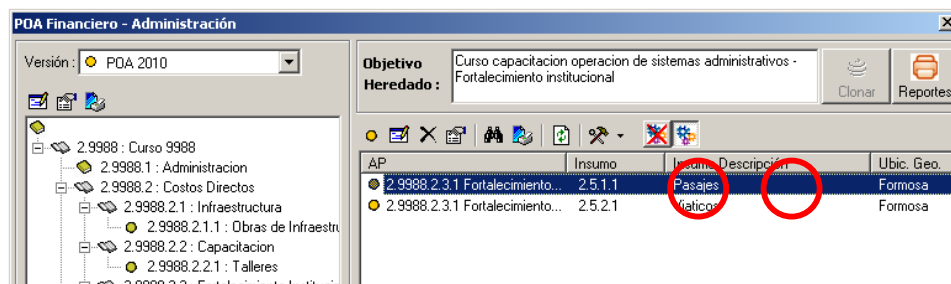 POA Financiero - Administración
Versión : POA 2010
Objetivo Heredado :
Curso capacitacion operacion de sistemas administrativos -
Fortalecimiento institucional
Clonar
Reportes
2.9988 : Curso 9988
2.9988.1 : Administracion
2.9988.2 : Costos Directos
2.9988.2.1 : Infraestructura
2.9988.2.1.1 : Obras de Infraestru
2.9988.2.2 : Capacitacion
2.9988.2.2.1 : Talleres
AP Insumo Insumo Descripción Ubic. Geo.
2.9988.2.3.1 Fortalecimiento... 2.5.1.1 Pasajes Formosa
2.9988.2.3.1 Fortalecimiento... 2.5.2.1 Viaticos Formosa